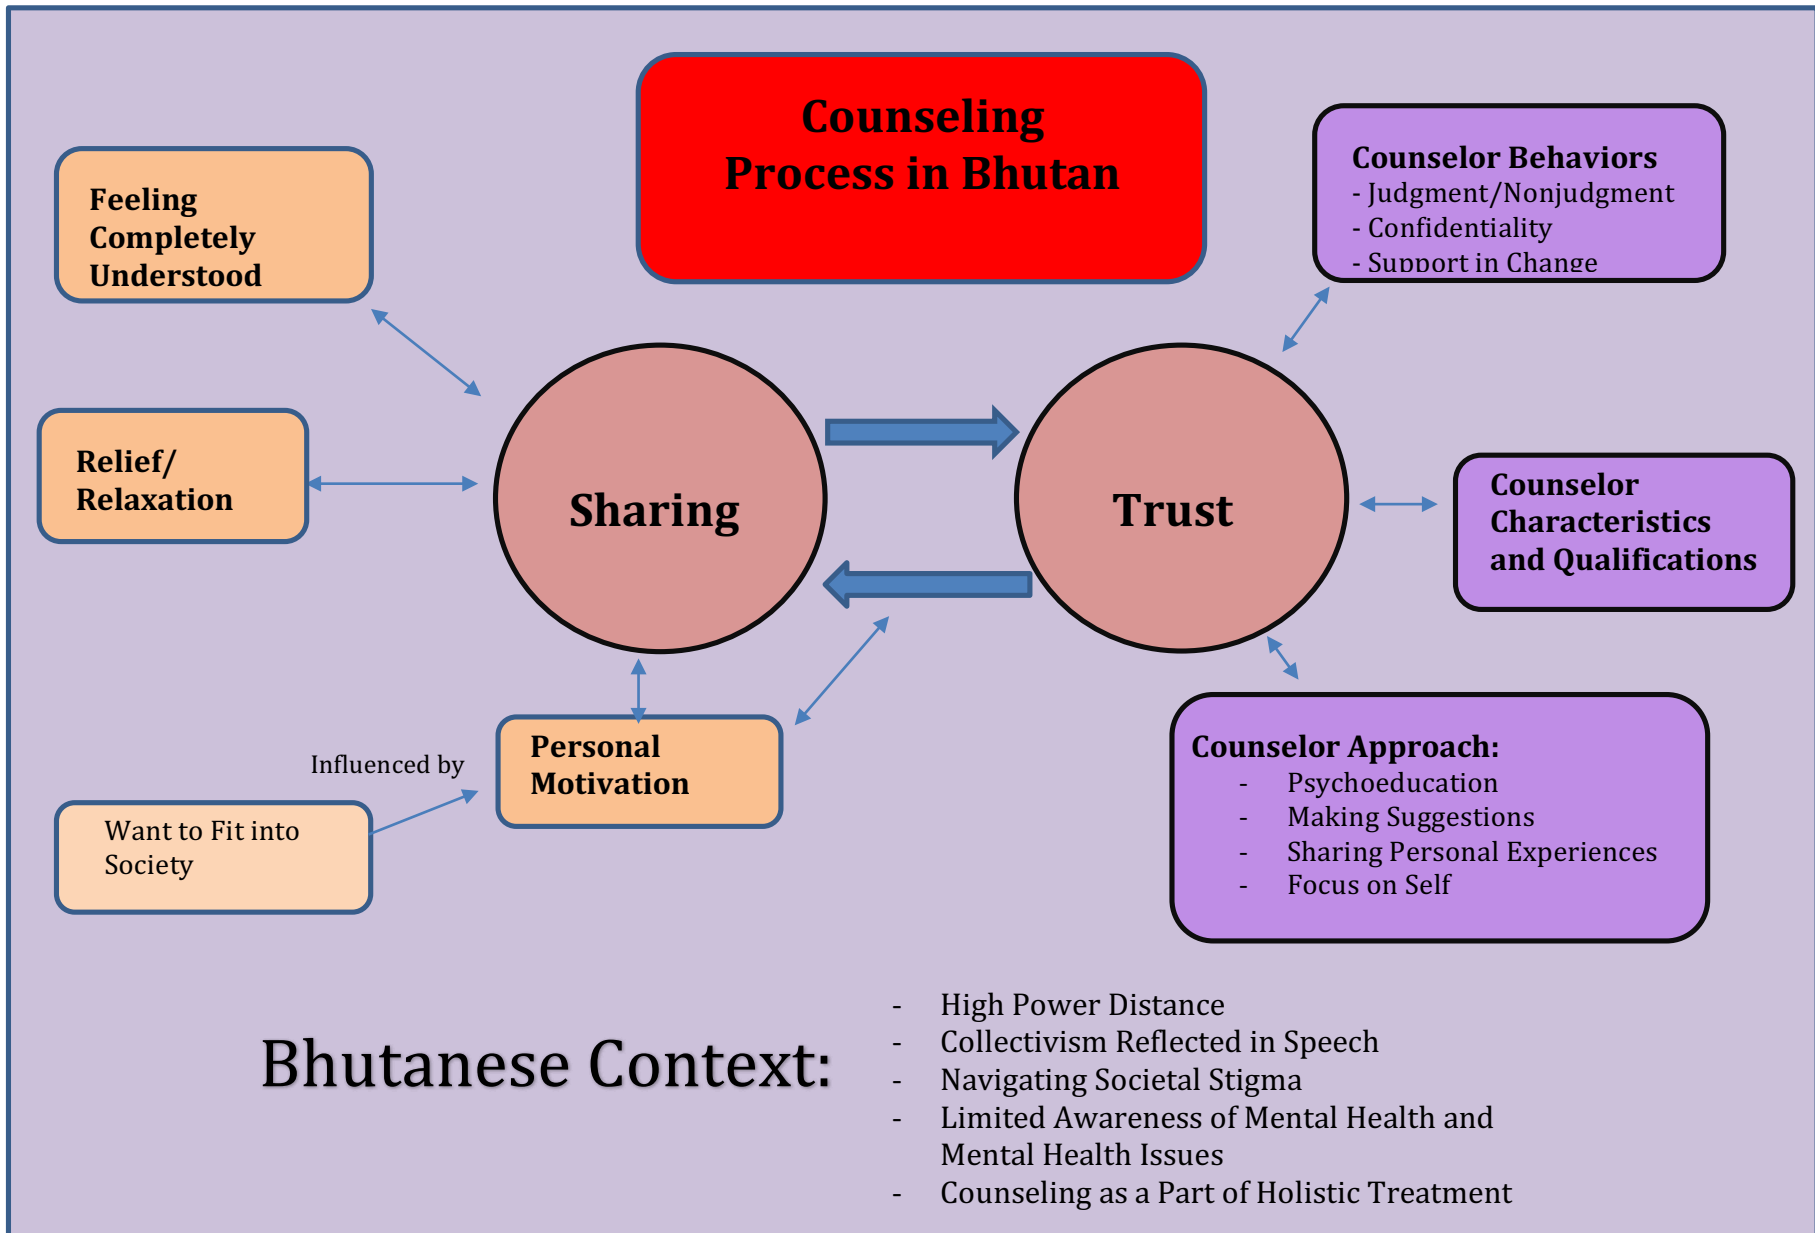 Counseling
Process in Bhutan
Feeling
Completely
Understood
Counselor Behaviors
- Judgment/Nonjudgment
- Confidentiality
- Support in Change
Relief/
Relaxation
Sharing
Trust
Counselor
Characteristics
and Qualifications
Influenced by
Personal
Motivation
Want to Fit into
Society
Counselor Approach:
- Psychoeducation
- Making Suggestions
- Sharing Personal Experiences
- Focus on Self
Bhutanese Context:
- High Power Distance
- Collectivism Reflected in Speech
- Navigating Societal Stigma
- Limited Awareness of Mental Health and
Mental Health Issues
- Counseling as a Part of Holistic Treatment